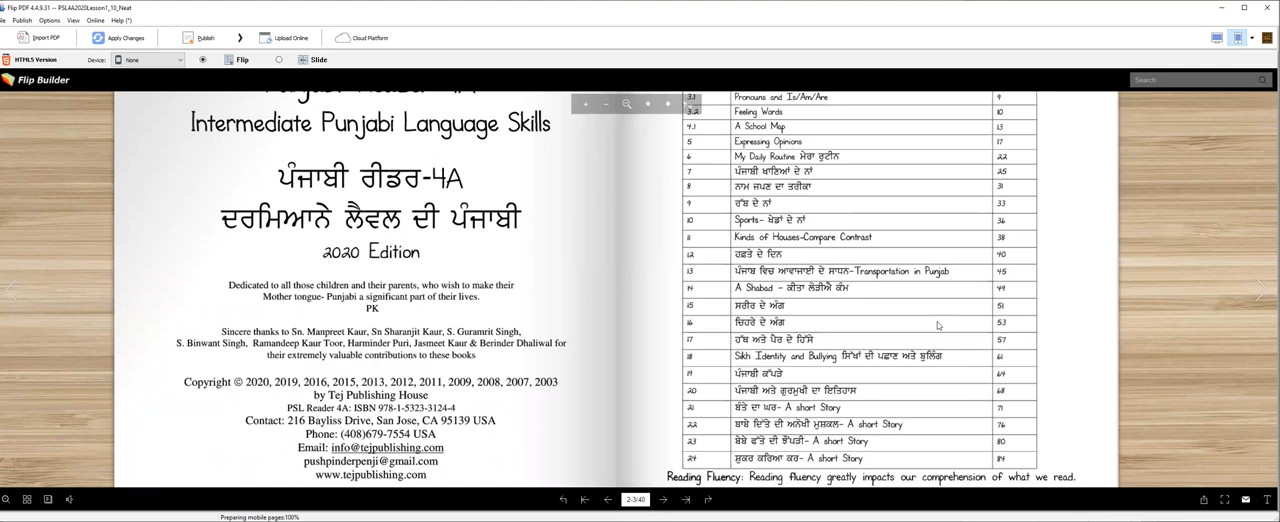 Flip PDF 4.4.9.31 -- PSL4A2020Lesson1_10_Neat
Publish Options View Online Help (*)
Import PDF Apply Changes Publish Upload Online Cloud Platform
HTML5 Version Device: None Flip Slide
Flip Builder Search
Intermediate Punjabi Language Skills
ਪੰਜਾਬੀ ਰੀਡਰ-4A
ਦਰਮਿਆਨੇ ਲੈਵਲ ਦੀ ਪੰਜਾਬੀ
2020 Edition
Dedicated to all those children and their parents, who wish to make their
Mother tongue- Punjabi a significant part of their lives.
PK
Sincere thanks to Sn. Manpreet Kaur, Sn Sharanjit Kaur, S. Guramrit Singh,
S. Binwant Singh, Ramandeep Kaur Toor, Harminder Puri, Jasmeet Kaur & Berinder Dhaliwal for
their extremely valuable contributions to these books
Copyright © 2020, 2019, 2016, 2015, 2013, 2012, 2011, 2009, 2008, 2007, 2003
by Tej Publishing House
PSL Reader 4A: ISBN 978-1-5323-3124-4
Contact: 216 Bayliss Drive, San Jose, CA 95139 USA
Phone: (408)679-7554 USA
Email: info@tejpublishing.com
pushpinderpenji@gmail.com
www.tejpublishing.com
3.1 Pronouns and Is/Am/Are 9
3.2 Feeling Words 10
4.1 A School Map 13
5 Expressing Opinions 17
6 My Daily Routine ਮੇਰਾ ਰੁਟੀਨ 22
7 ਪੰਜਾਬੀ ਖਾਣਿਆਂ ਦੇ ਨਾਂ 25
8 ਨਾਮ ਜਪਣ ਦਾ ਤਰੀਕਾ 31
9 ਰੱਬ ਦੇ ਨਾਂ 33
10 Sports- ਖੇਡਾਂ ਦੇ ਨਾਂ 36
11 Kinds of Houses-Compare Contrast 38
12 ਹਫ਼ਤੇ ਦੇ ਦਿਨ 40
13 ਪੰਜਾਬ ਵਿਚ ਆਵਾਜਾਈ ਦੇ ਸਾਧਨ-Transportation in Punjab 45
14 A Shabad - ਕੀਤਾ ਲੋੜੀਐ ਕੰਮ 49
15 ਸਰੀਰ ਦੇ ਅੰਗ 51
16 ਚਿਹਰੇ ਦੇ ਅੰਗ 53
17 ਹੱਥ ਅਤੇ ਪੈਰ ਦੇ ਹਿੱਸੇ 57
18 Sikh Identity and Bullying ਸਿੱਖਾਂ ਦੀ ਪਛਾਣ ਅਤੇ ਬੁਲਿੰਗ 61
19 ਪੰਜਾਬੀ ਕੱਪੜੇ 64
20 ਪੰਜਾਬੀ ਅਤੇ ਗੁਰਮੁਖੀ ਦਾ ਇਤਿਹਾਸ 68
21 ਬੰਤੇ ਦਾ ਘਰ- A short Story 71
22 ਬਾਬੇ ਦਿੱਤੇ ਦੀ ਅਨੋਖੀ ਮੁਸ਼ਕਲ- A short Story 76
23 ਬੇਬੇ ਫੱਤੋ ਦੀ ਝੌਂਪੜੀ- A short Story 80
24 ਸ਼ੁਕਰ ਕਰਿਆ ਕਰ- A short Story 84
Reading Fluency: Reading fluency greatly impacts our comprehension of what we read.
2-3/40
Preparing mobile pages:100%